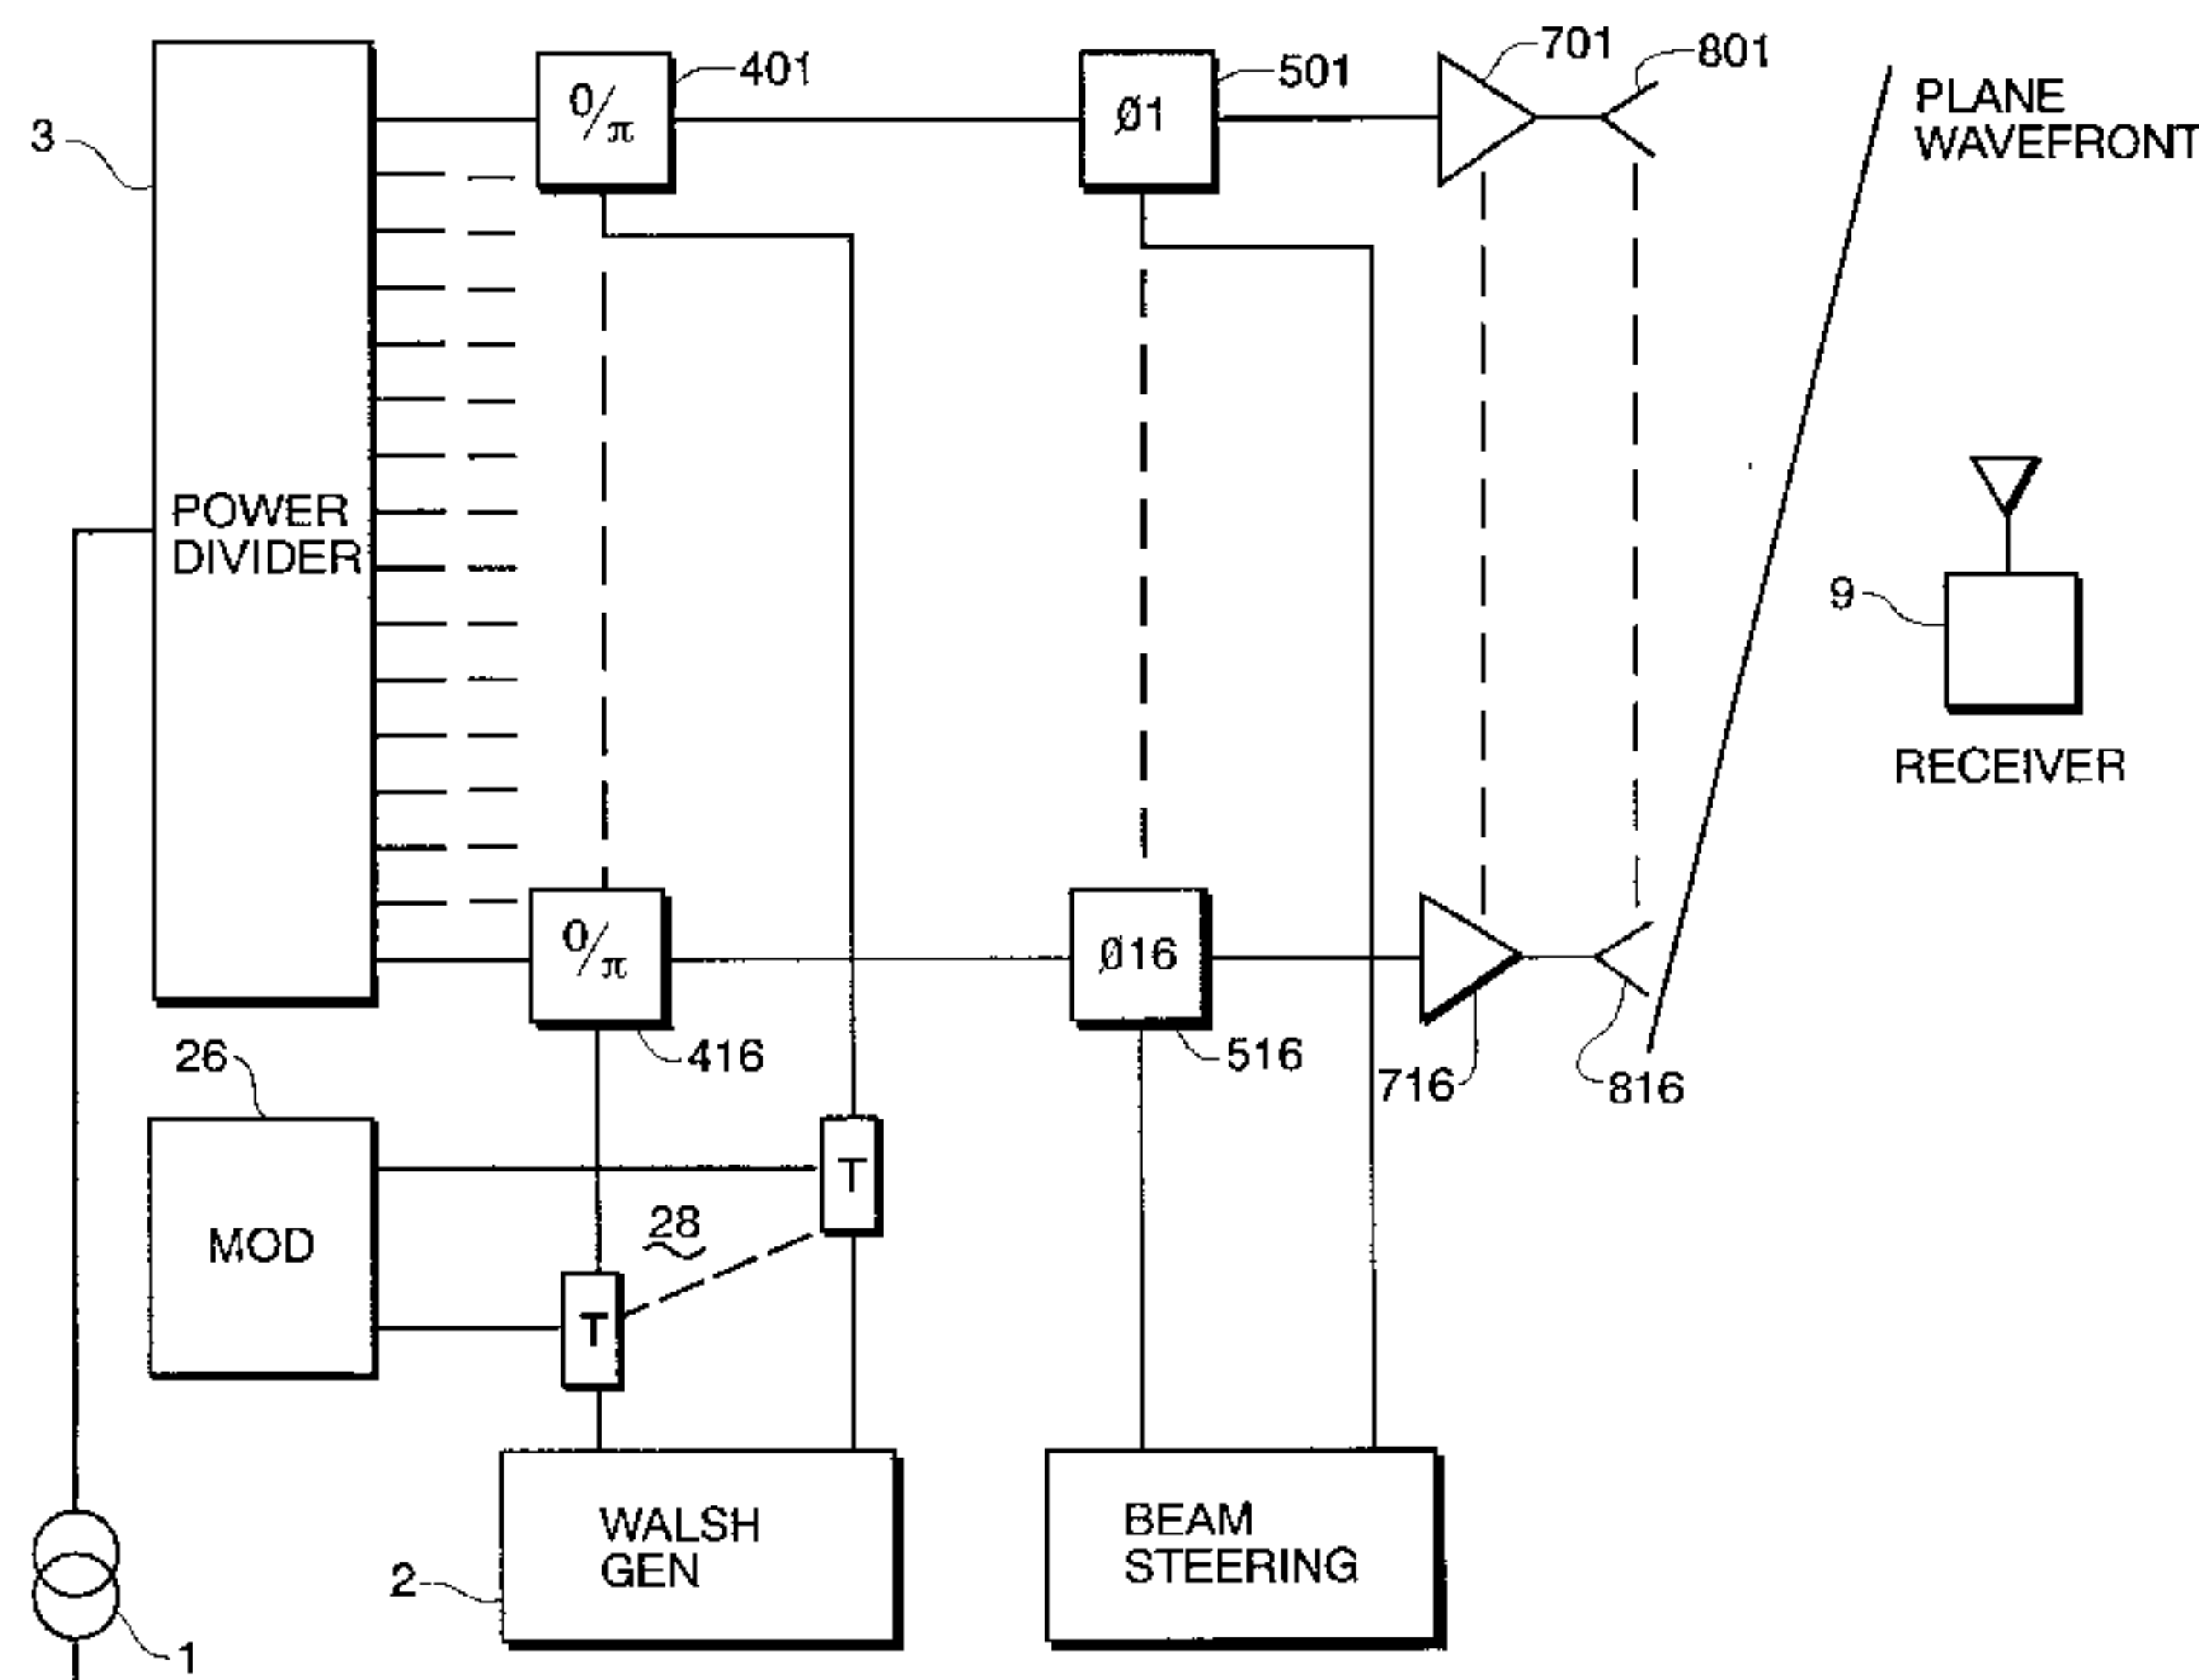 701
801
401
501
0/π
Ø1
PLANE
WAVEFRONT
3
POWER
DIVIDER
9
RECEIVER
0/π
Ø16
26
416
516
716
816
T
28
MOD
T
WALSH
GEN
BEAM
STEERING
2
1